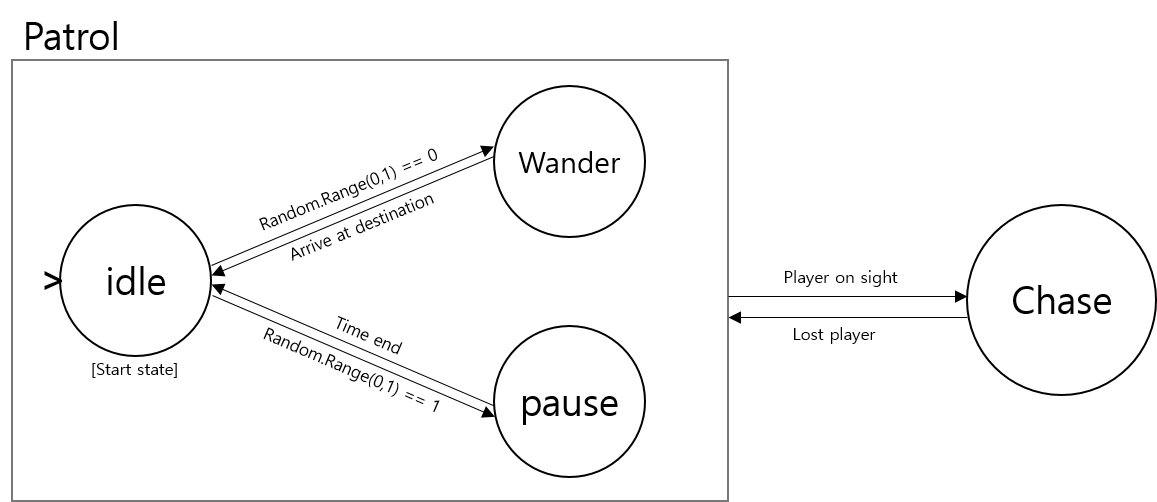 Patrol
Wander
Random.Range(0,1) == 0
Arrive at destination
>
idle
[Start state]
Time end
Random.Range(0,1) == 1
pause
Player on sight
Lost player
Chase